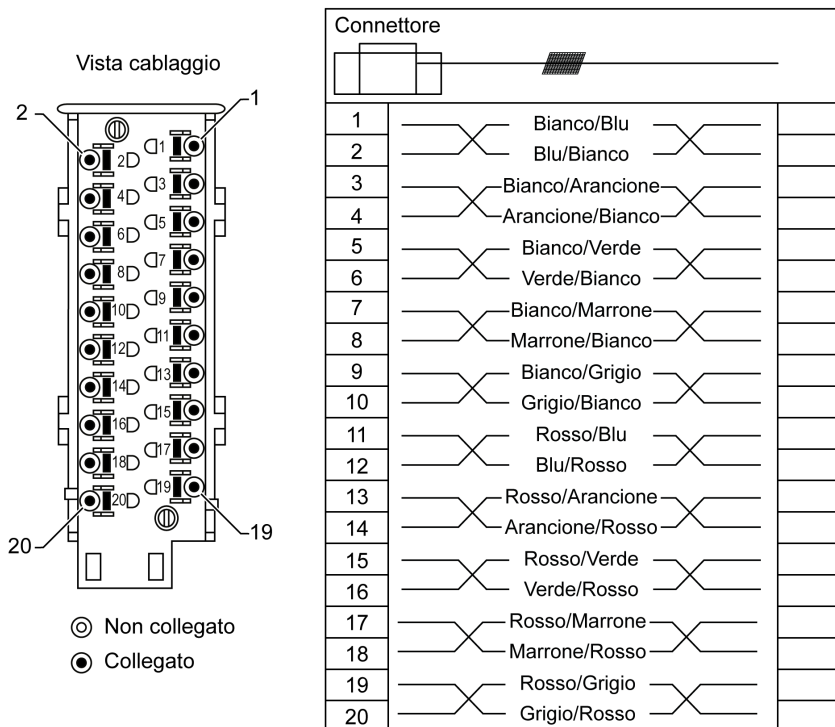 Vista cablaggio
2
1
1
2
3
4
5
6
7
8
9
10
11
12
13
14
15
16
17
18
19
20
20
19
Non collegato
Collegato
Connettore
1 Bianco/Blu
2 Blu/Bianco
3 Bianco/Arancione
4 Arancione/Bianco
5 Bianco/Verde
6 Verde/Bianco
7 Bianco/Marrone
8 Marrone/Bianco
9 Bianco/Grigio
10 Grigio/Bianco
11 Rosso/Blu
12 Blu/Rosso
13 Rosso/Arancione
14 Arancione/Rosso
15 Rosso/Verde
16 Verde/Rosso
17 Rosso/Marrone
18 Marrone/Rosso
19 Rosso/Grigio
20 Grigio/Rosso